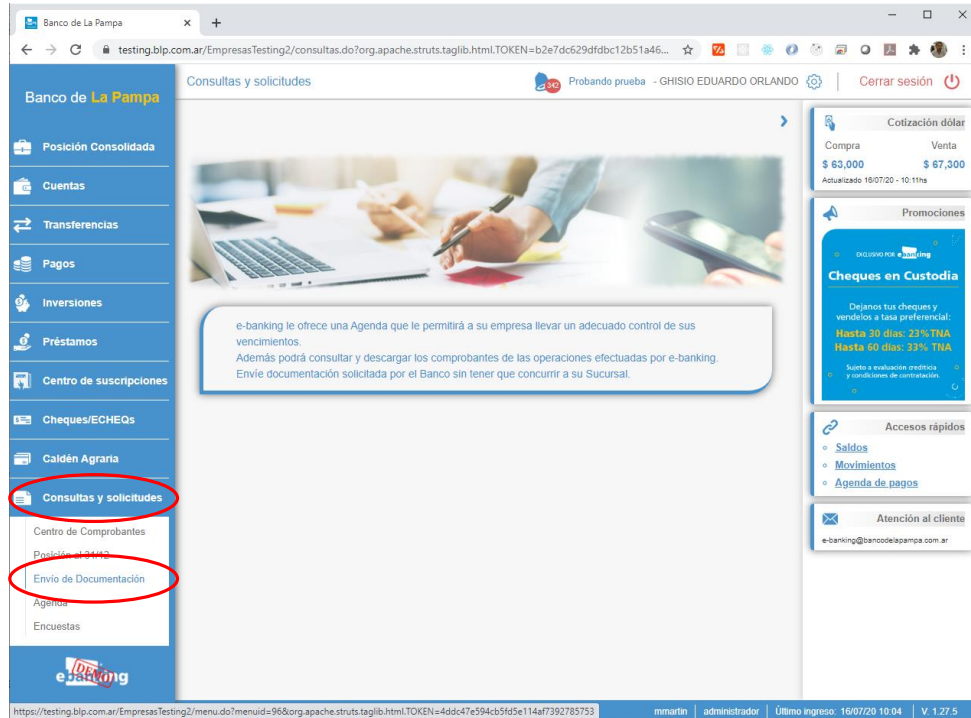 Banco de La Pampa
testing.blp.com.ar/EmpresasTesting2/consultas.do?org.apache.struts.taglib.html.TOKEN=b2e7dc629dfdbc12b51a46...
Banco de La Pampa
Consultas y solicitudes
342
Probando prueba - GHISIO EDUARDO ORLANDO
Cerrar sesión
Posición Consolidada
Cuentas
Transferencias
Pagos
Inversiones
Préstamos
Centro de suscripciones
Cheques/ECHEQs
Caldén Agraria
Consultas y solicitudes
Centro de Comprobantes
Posición al 31/12
Envío de Documentación
Agenda
Encuestas
DEMO
ebanking
e-banking le ofrece una Agenda que le permitirá a su empresa llevar un adecuado control de sus
vencimientos.
Además podrá consultar y descargar los comprobantes de las operaciones efectuadas por e-banking.
Envíe documentación solicitada por el Banco sin tener que concurrir a su Sucursal.
Cotización dólar
Compra Venta
$ 63,000 $ 67,300
Actualizado 16/07/20 - 10:11hs
Promociones
EXCLUSIVO POR ebanking
Cheques en Custodia
Dejanos tus cheques y
vendelos a tasa preferencial:
Hasta 30 días: 23%TNA
Hasta 60 días: 33% TNA
Sujeto a evaluación crediticia
y condiciones de contratación.
Accesos rápidos
Saldos
Movimientos
Agenda de pagos
Atención al cliente
e-banking@bancodelapampa.com.ar
https://testing.blp.com.ar/EmpresasTesting2/menu.do?menuid=96&org.apache.struts.taglib.html.TOKEN=4ddc47e594cb5fd5e114af7392785753
mmartin | administrador | Último ingreso: 16/07/20 10:04 | V. 1.27.5